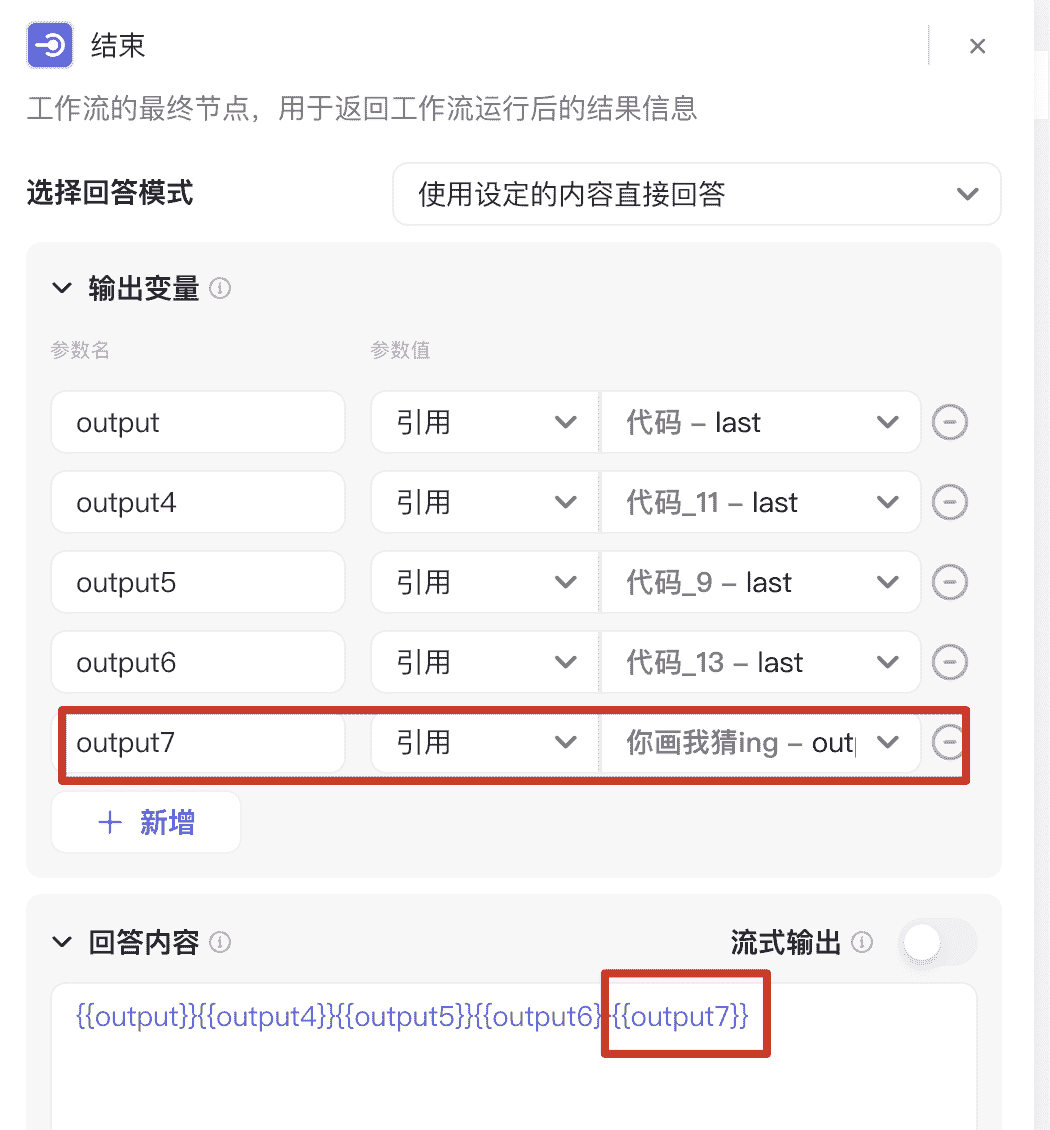 结束
工作流的最终节点，用于返回工作流运行后的结果信息
选择回答模式 使用设定的内容直接回答
输出变量
参数名 参数值
output 引用 代码 – last
output4 引用 代码_11 – last
output5 引用 代码_9 – last
output6 引用 代码_13 – last
output7 引用 你画我猜ing – out
新增
回答内容 流式输出
{{output}}{{output4}}{{output5}}{{output6}}{{output7}}